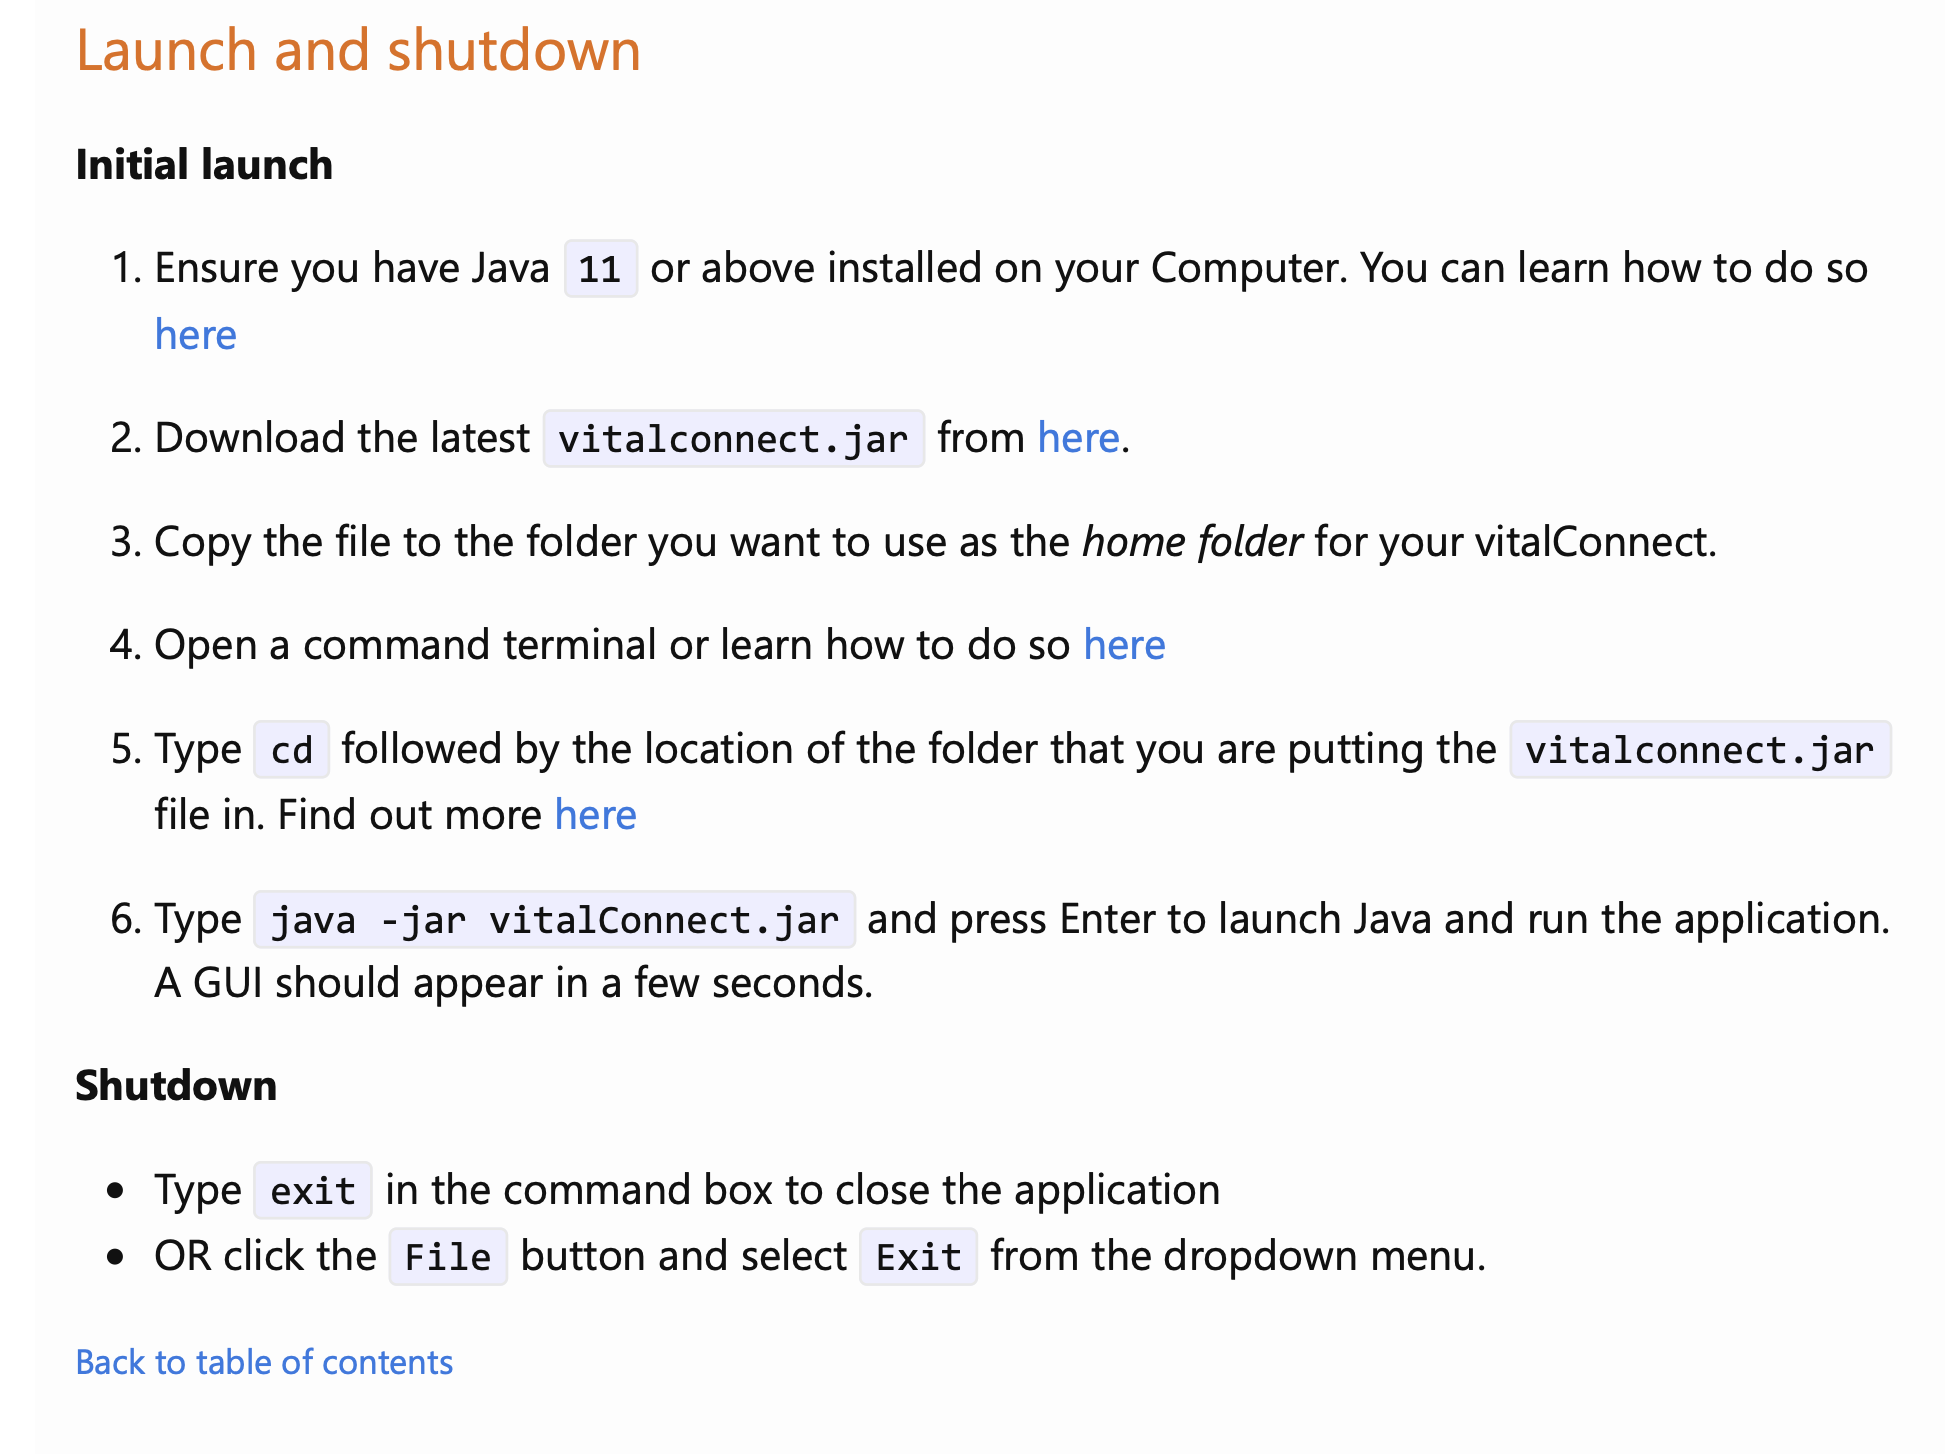 Launch and shutdown
Initial launch
1. Ensure you have Java 11 or above installed on your Computer. You can learn how to do so
here
2. Download the latest vitalconnect.jar from here.
3. Copy the file to the folder you want to use as the home folder for your vitalConnect.
4. Open a command terminal or learn how to do so here
5. Type cd followed by the location of the folder that you are putting the vitalconnect.jar
file in. Find out more here
6. Type java -jar vitalConnect.jar and press Enter to launch Java and run the application.
A GUI should appear in a few seconds.
Shutdown
• Type exit in the command box to close the application
• OR click the File button and select Exit from the dropdown menu.
Back to table of contents